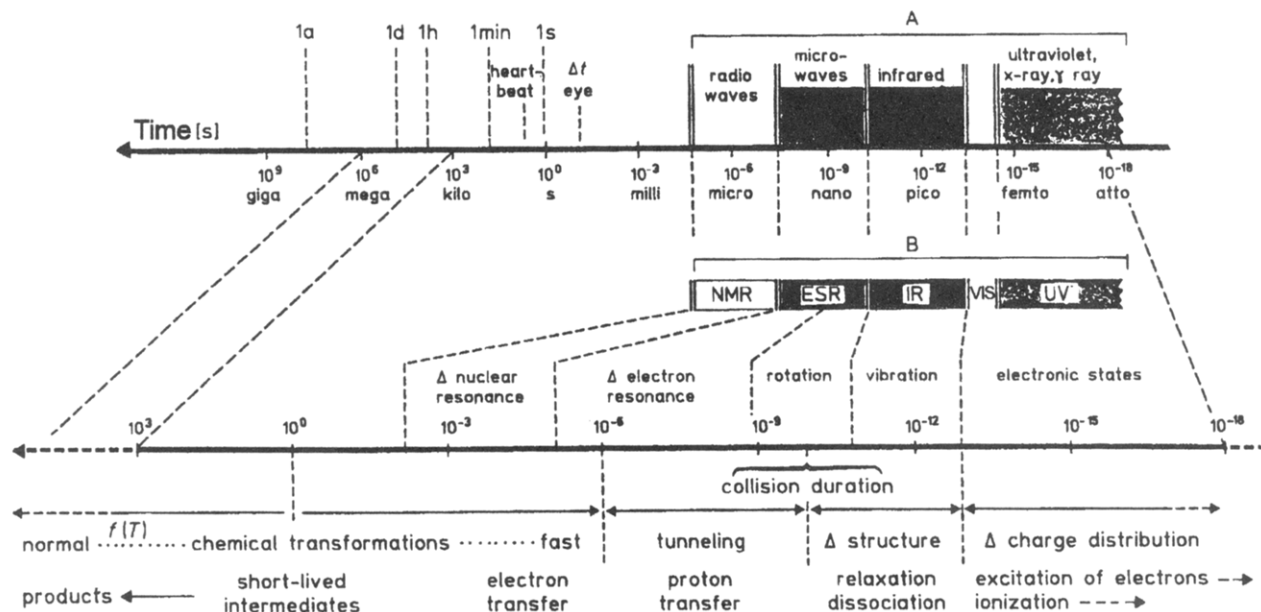 A
1a 1d 1h 1min 1s
heart-
beat
Δt
eye
radio
waves
micro-
waves
infrared
ultraviolet,
x-ray, γ ray
Time [s]
10⁹ 10⁶ 10³ 10⁰ 10⁻³ 10⁻⁶ 10⁻⁹ 10⁻¹² 10⁻¹⁵ 10⁻¹⁸
giga mega kilo s milli micro nano pico femto atto
B
NMR ESR IR VIS UV
Δ nuclear
resonance
Δ electron
resonance
rotation
vibration
electronic states
10³ 10⁰ 10⁻³ 10⁻⁶ 10⁻⁹ 10⁻¹² 10⁻¹⁵ 10⁻¹⁸
collision duration
f(T)
normal ........ chemical transformations ....... fast tunneling Δ structure Δ charge distribution
products
short-lived
intermediates
electron
transfer
proton
transfer
relaxation
dissociation
excitation of electrons
ionization